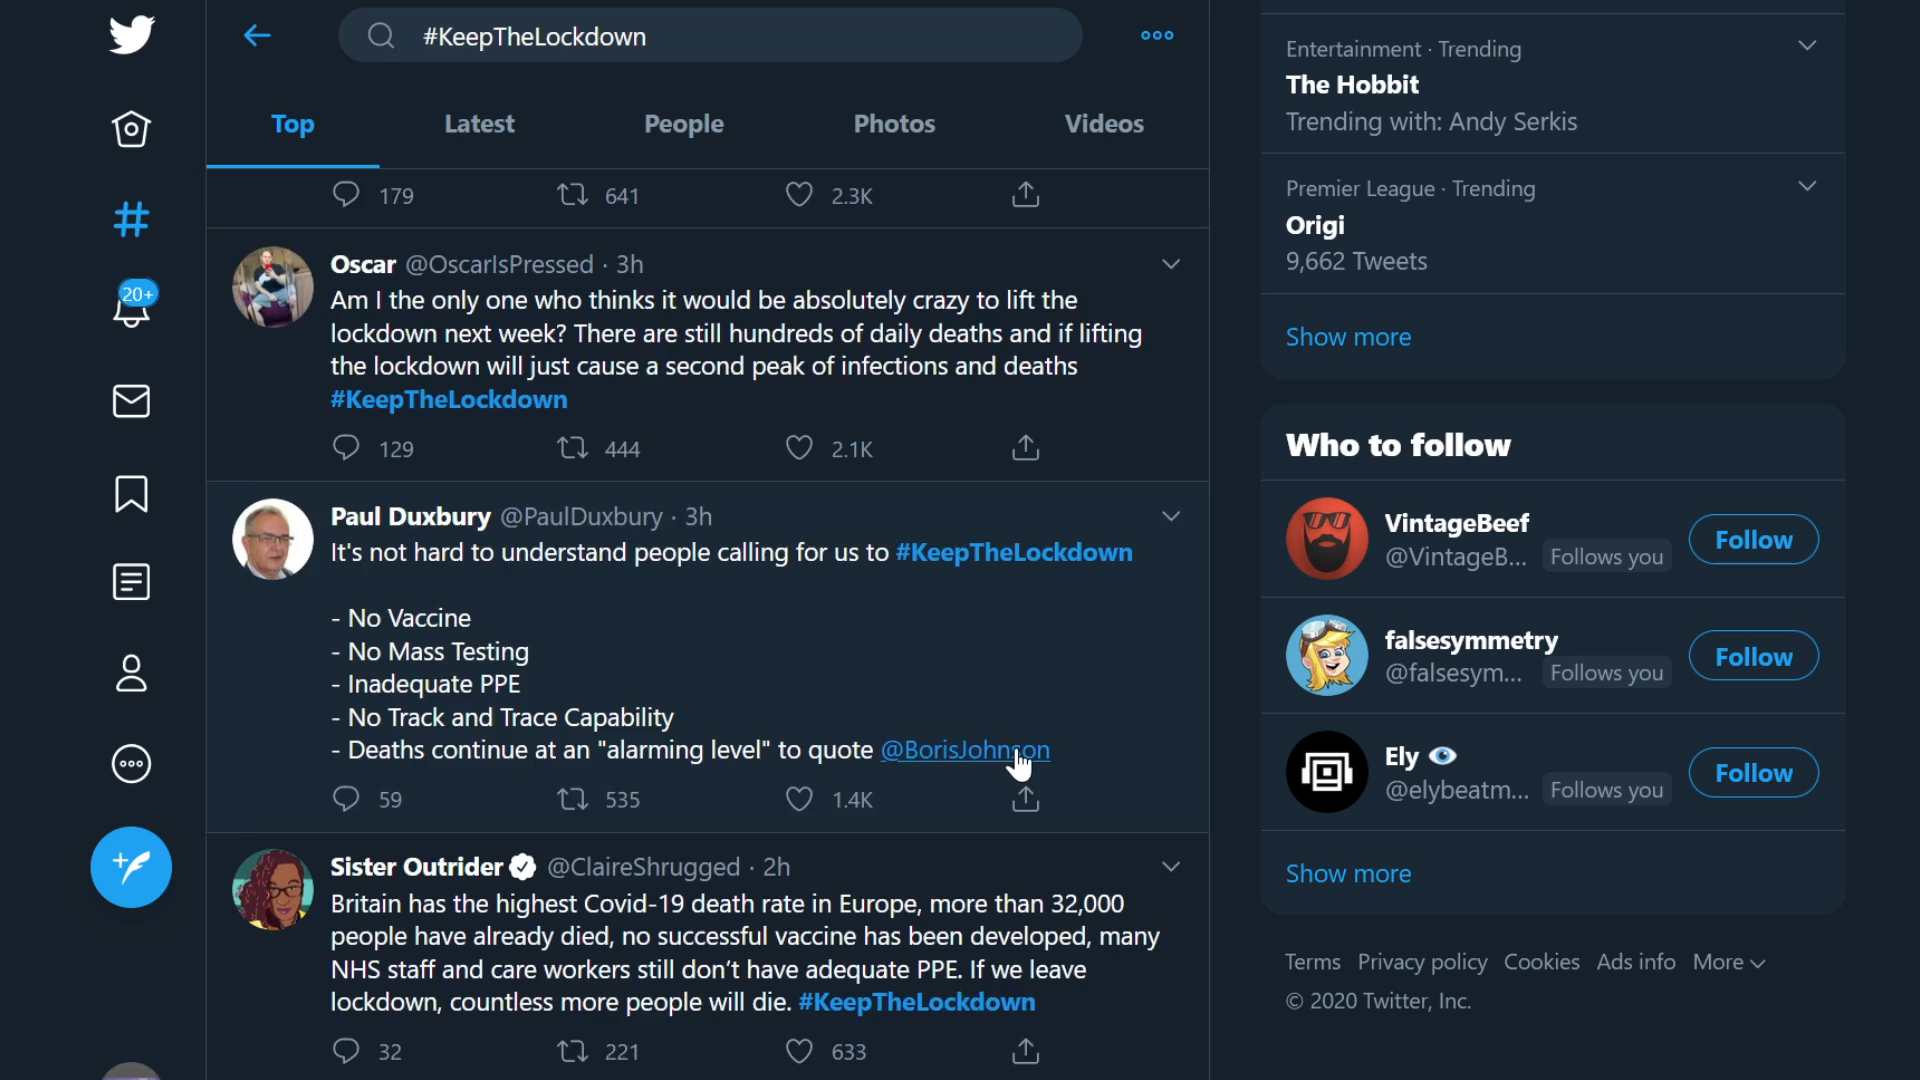 #KeepTheLockdown
Top
Latest
People
Photos
Videos
179
641
2.3K
Oscar @OscarIsPressed · 3h
Am I the only one who thinks it would be absolutely crazy to lift the
lockdown next week? There are still hundreds of daily deaths and if lifting
the lockdown will just cause a second peak of infections and deaths
#KeepTheLockdown
129
444
2.1K
Paul Duxbury @PaulDuxbury · 3h
It's not hard to understand people calling for us to #KeepTheLockdown
- No Vaccine
- No Mass Testing
- Inadequate PPE
- No Track and Trace Capability
- Deaths continue at an "alarming level" to quote @BorisJohnson
59
535
1.4K
Sister Outrider @ClaireShrugged · 2h
Britain has the highest Covid-19 death rate in Europe, more than 32,000
people have already died, no successful vaccine has been developed, many
NHS staff and care workers still don’t have adequate PPE. If we leave
lockdown, countless more people will die. #KeepTheLockdown
32
221
633
20+
Entertainment · Trending
The Hobbit
Trending with: Andy Serkis
Premier League · Trending
Origi
9,662 Tweets
Show more
Who to follow
VintageBeef
@VintageB... Follows you
Follow
falsesymmetry
@falsesym... Follows you
Follow
Ely
@elybeatm... Follows you
Follow
Show more
Terms Privacy policy Cookies Ads info More
© 2020 Twitter, Inc.